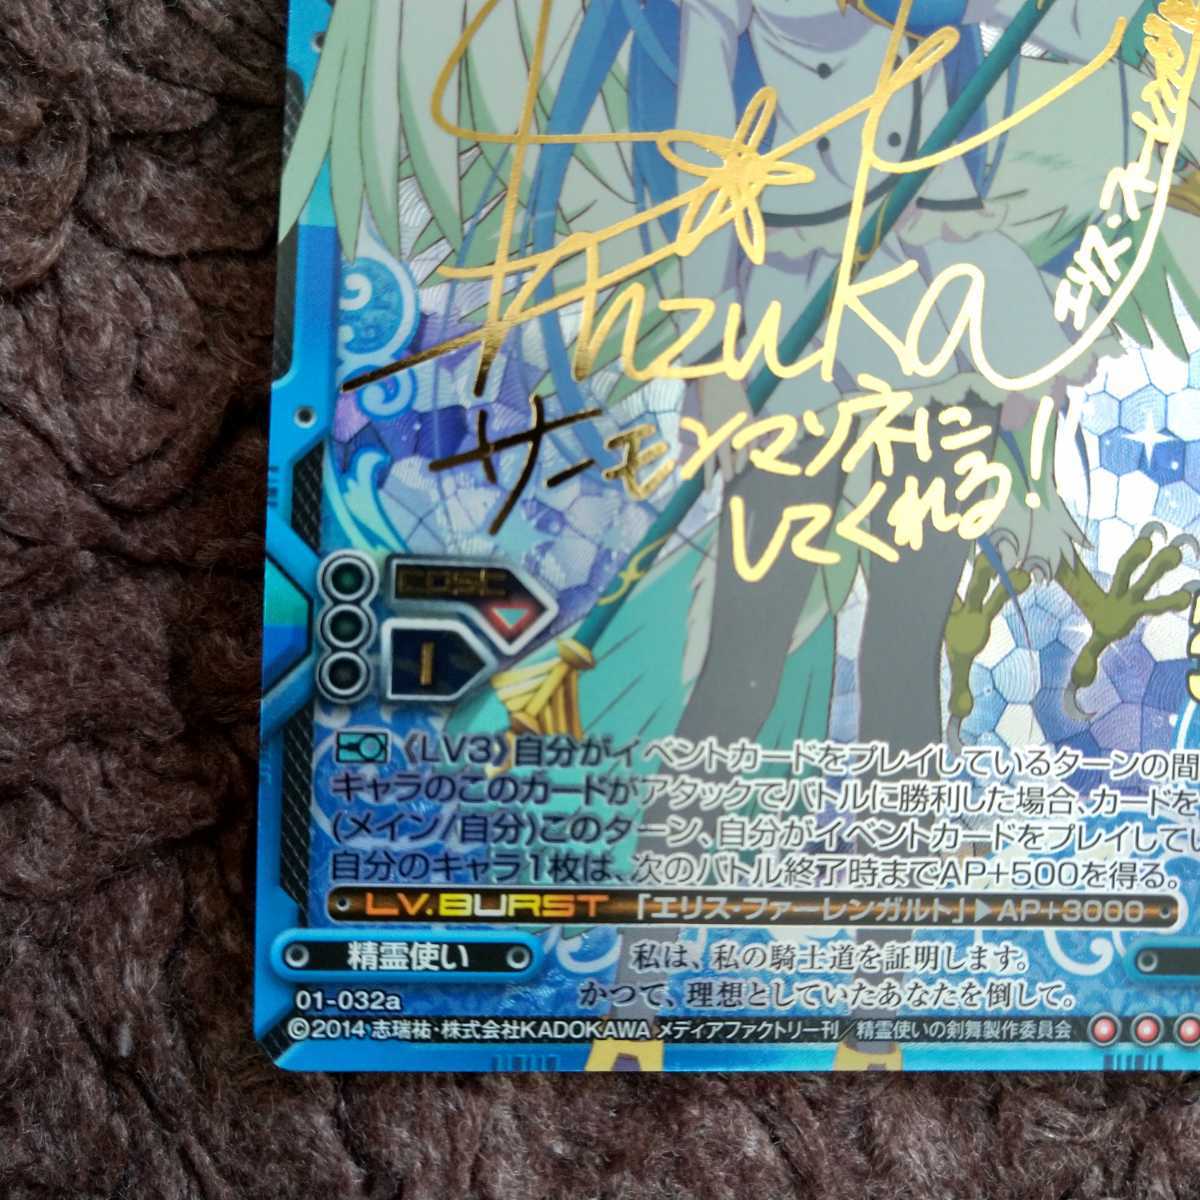 Shizuka
エリス・ファー
サーモンマリネに
してくれる!
COST
1
《LV3》自分がイベントカードをプレイしているターンの間
キャラのこのカードがアタックでバトルに勝利した場合、カードを
(メイン/自分)このターン、自分がイベントカードをプレイしてい
自分のキャラ1枚は、次のバトル終了時までAP+500を得る。
LV.BURST 「エリス・ファーレンガルト」▶AP+3000
精霊使い
私は、私の騎士道を証明します。
かつて、理想としていたあなたを倒して。
01-032a
©2014 志瑞祐・株式会社KADOKAWA メディアファクトリー刊/精霊使いの剣舞製作委員会